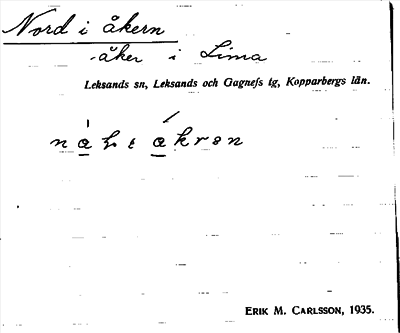 Nord i åkern
åker i Lima
Leksands sn, Leksands och Gagnefs tg, Kopparbergs län.
ERIK M. CARLSSON, 1935.